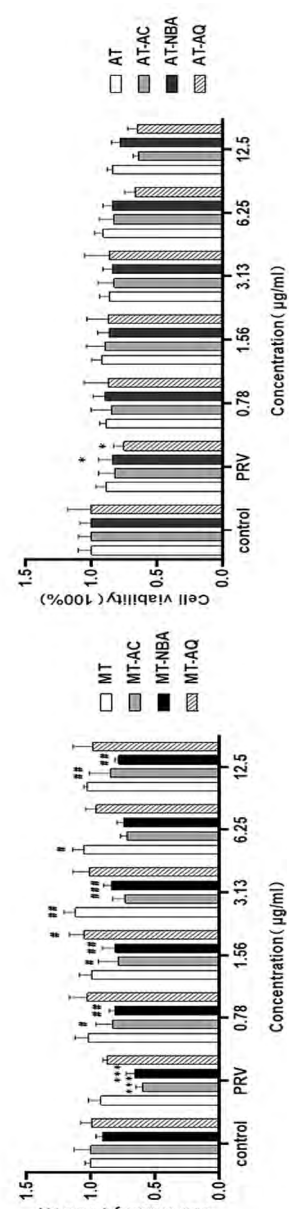 1.5
1.0
0.5
0.0
control
PRV
0.78
1.56
3.13
6.25
12.5
Concentration ( μg/ml)
***
***
#
##
#
##
#
##
###
#
##
#
MT
MT-AC
MT-NBA
MT-AQ
Cell viability( 100%)
1.5
1.0
0.5
0.0
control
PRV
0.78
1.56
3.13
6.25
12.5
Concentration ( μg/ml)
*
*
AT
AT-AC
AT-NBA
AT-AQ